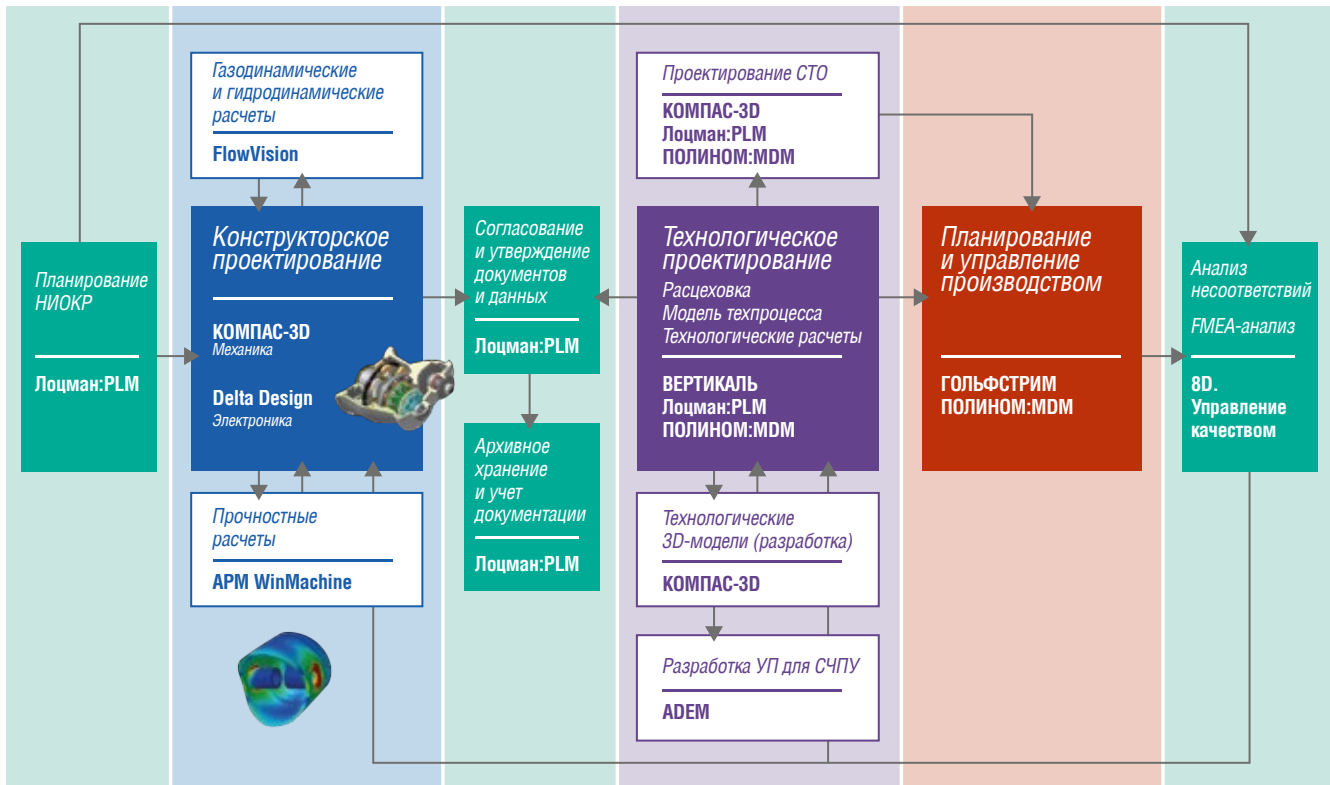 Планирование
НИОКР
Лоцман:PLM
Газодинамические
и гидродинамические
расчеты
FlowVision
Конструкторское
проектирование
КОМПАС-3D
Механика
Delta Design
Электроника
Прочностные
расчеты
APM WinMachine
Согласование
и утверждение
документов
и данных
Лоцман:PLM
Архивное
хранение
и учет
документации
Лоцман:PLM
Проектирование СТО
КОМПАС-3D
Лоцман:PLM
ПОЛИНОМ:MDM
Технологическое
проектирование
Расцеховка
Модель техпроцесса
Технологические расчеты
ВЕРТИКАЛЬ
Лоцман:PLM
ПОЛИНОМ:MDM
Технологические
3D-модели (разработка)
КОМПАС-3D
Разработка УП для СЧПУ
ADEM
Планирование
и управление
производством
ГОЛЬФСТРИМ
ПОЛИНОМ:MDM
Анализ
несоответствий
FMEA-анализ
8D.
Управление
качеством